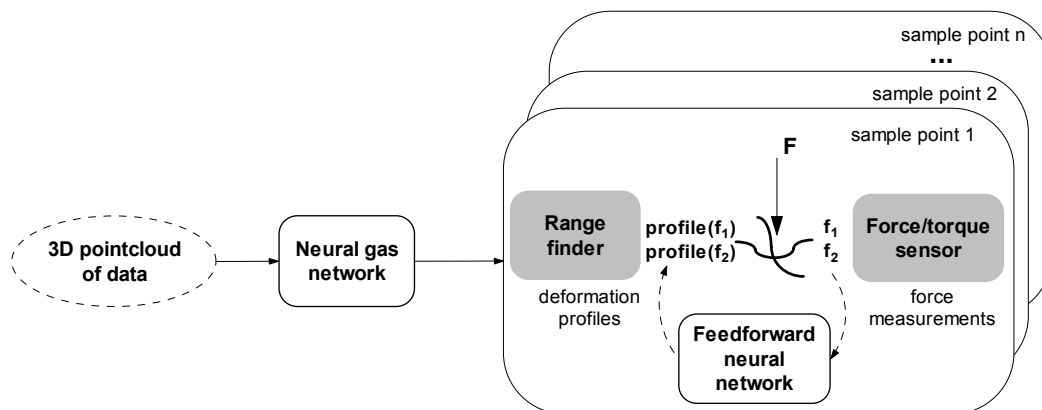 sample point n
...
sample point 2
sample point 1
F
3D pointcloud
of data
Neural gas
network
Range
finder
profile(f₁)
profile(f₂)
f₁
f₂
Force/torque
sensor
deformation
profiles
force
measurements
Feedforward
neural
network